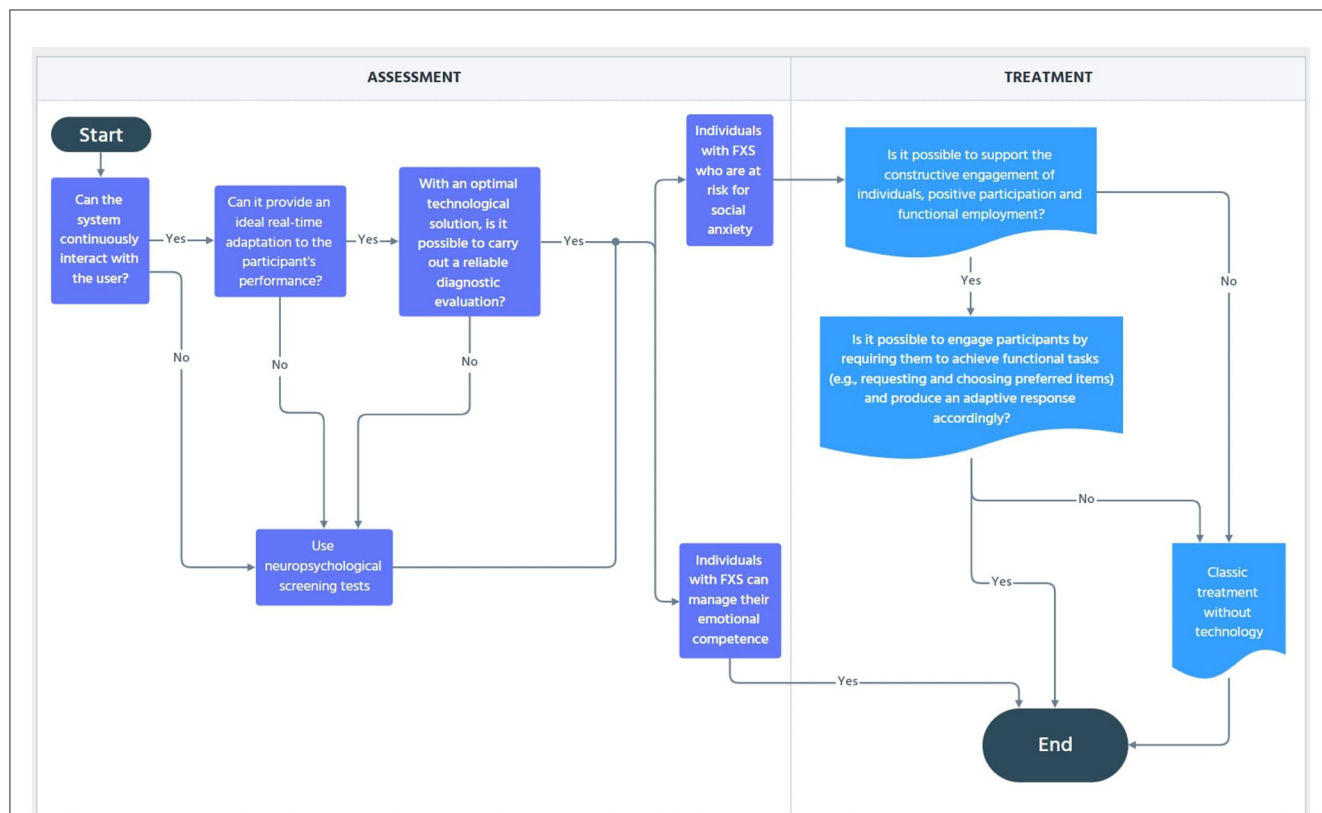 ASSESSMENT
TREATMENT
Start
Can the
system
continuously
interact with
the user?
Yes
No
Can it provide an
ideal real-time
adaptation to the
participant's
performance?
Yes
No
With an optimal
technological
solution, is it
possible to carry
out a reliable
diagnostic
evaluation?
Yes
No
Use
neuropsychological
screening tests
Individuals
with FXS
who are at
risk for
social
anxiety
Individuals
with FXS can
manage their
emotional
competence
Yes
Is it possible to support the
constructive engagement of
individuals, positive participation and
functional employment?
Yes
No
Is it possible to engage participants by
requiring them to achieve functional tasks
(e.g., requesting and choosing preferred items)
and produce an adaptive response
accordingly?
No
Yes
Classic
treatment
without
technology
End